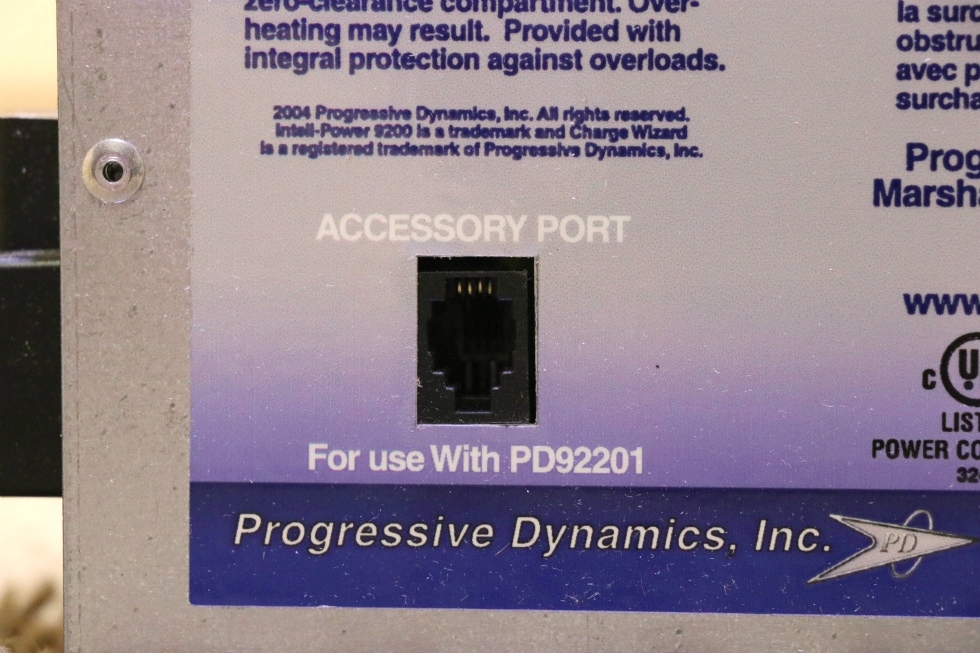 zero-clearance compartment. Over-
heating may result. Provided with
integral protection against overloads.
2004 Progressive Dynamics, Inc. All rights reserved.
Intell-Power 9200 is a trademark and Charge Wizard
is a registered trademark of Progressive Dynamics, Inc.
ACCESSORY PORT
For use With PD92201
Progressive Dynamics, Inc.
PD
la surc
obstru
avec p
surcha
Prog
Marsha
www
C U
LIST
POWER CO
32